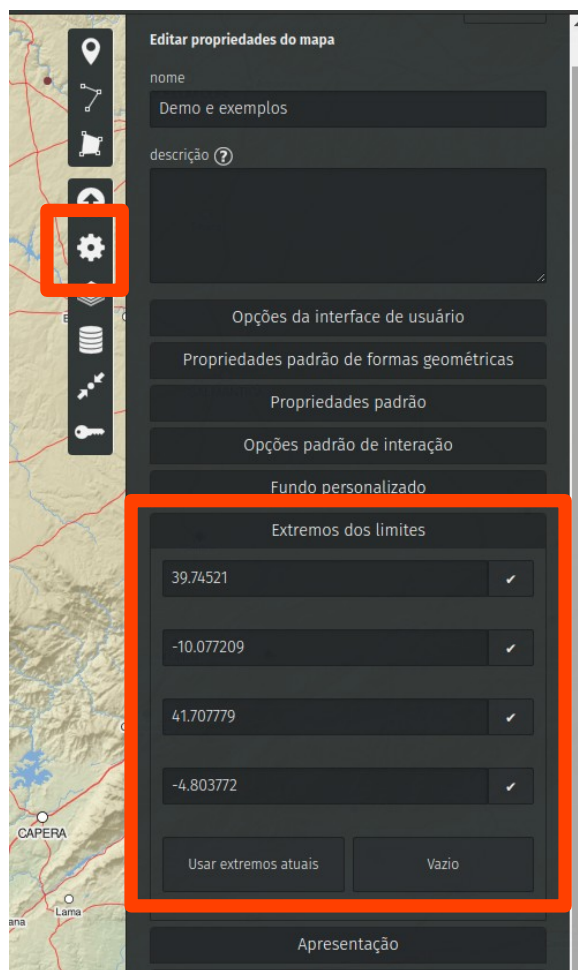 Editar propriedades do mapa
nome
Demo e exemplos
descrição ?
Opções da interface de usuário
Propriedades padrão de formas geométricas
Propriedades padrão
Opções padrão de interação
Fundo personalizado
Extremos dos limites
39.74521
-10.077209
41.707779
-4.803772
Usar extremos atuais
Vazio
Apresentação
CAPERA
Lama
ana